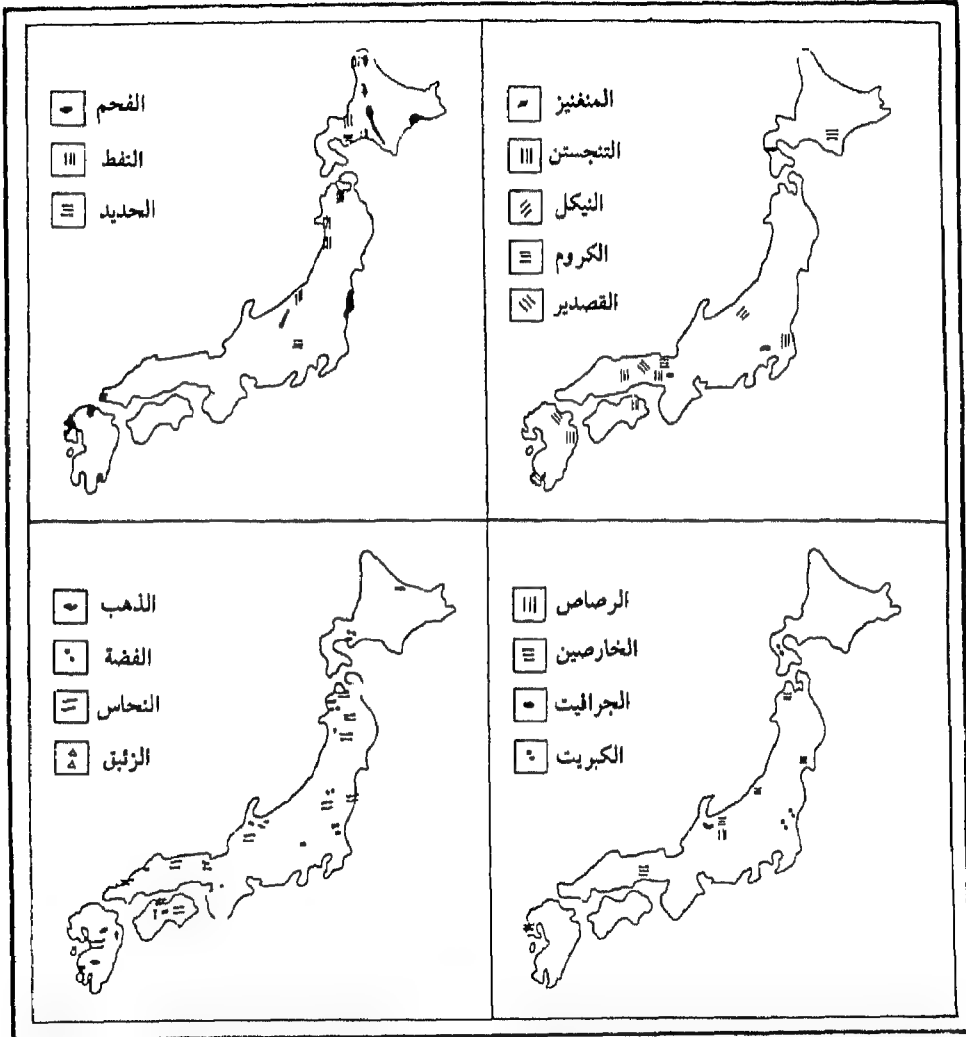 الفحم
النفط
الحديد
المنغنيز
التنجستن
النيكل
الكروم
القصدير
الذهب
الفضة
النحاس
الزئبق
الرصاص
الخارصين
الجرافيت
الكبريت